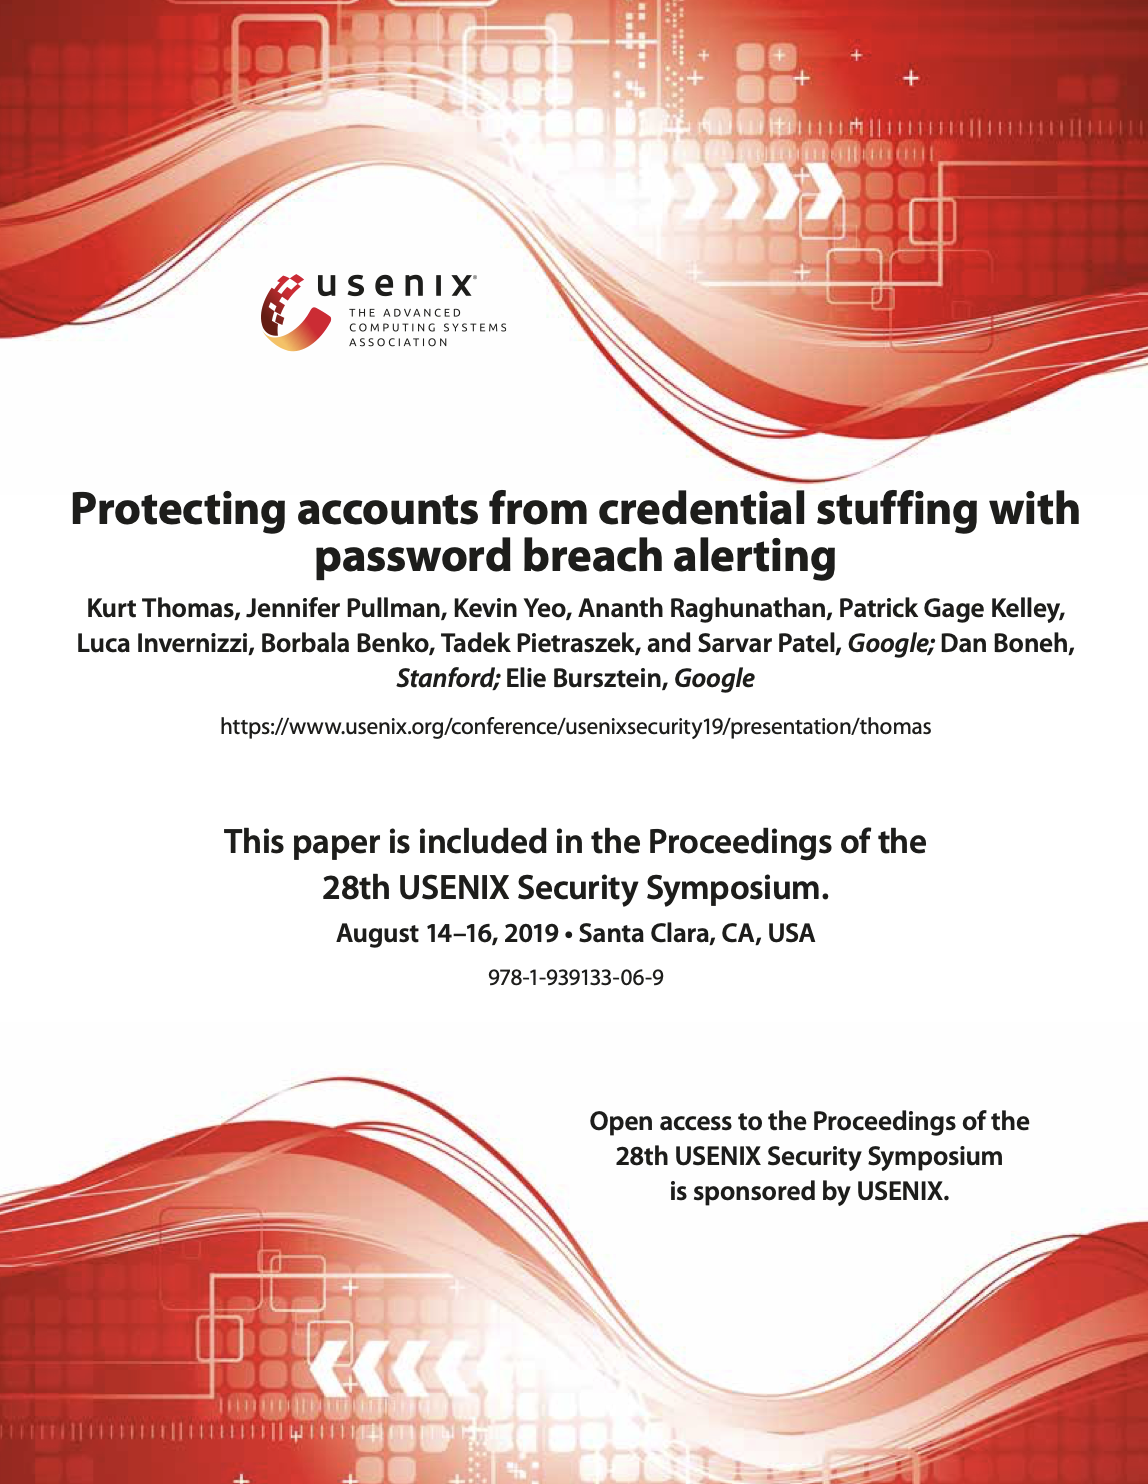 usenix®
THE ADVANCED
COMPUTING SYSTEMS
ASSOCIATION
Protecting accounts from credential stuffing with
password breach alerting
Kurt Thomas, Jennifer Pullman, Kevin Yeo, Ananth Raghunathan, Patrick Gage Kelley,
Luca Invernizzi, Borbala Benko, Tadek Pietraszek, and Sarvar Patel, Google; Dan Boneh,
Stanford; Elie Bursztein, Google
https://www.usenix.org/conference/usenixsecurity19/presentation/thomas
This paper is included in the Proceedings of the
28th USENIX Security Symposium.
August 14–16, 2019 • Santa Clara, CA, USA
978-1-939133-06-9
Open access to the Proceedings of the
28th USENIX Security Symposium
is sponsored by USENIX.